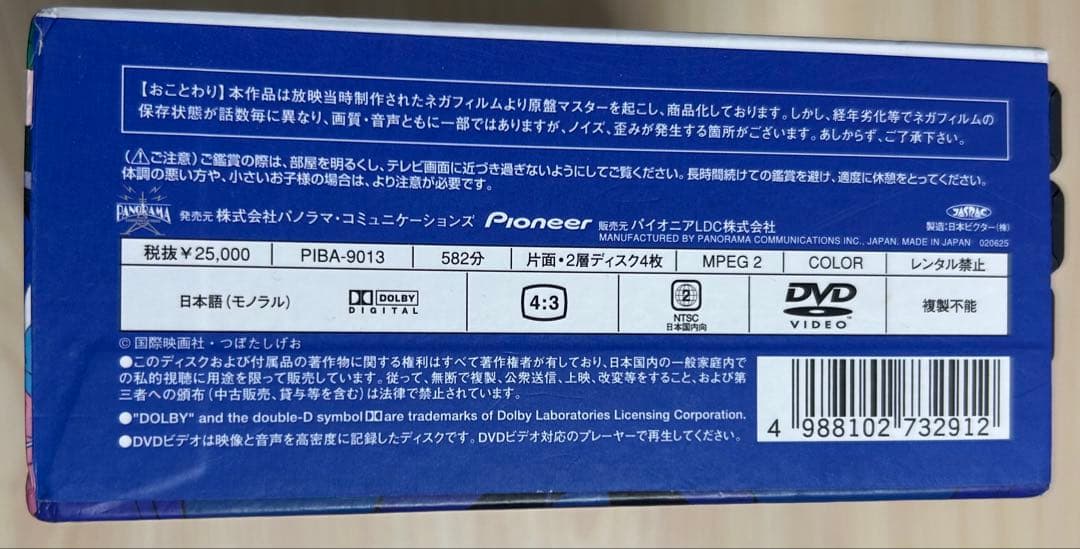 【おことわり】本作品は放映当時制作されたネガフィルムより原盤マスターを起こし、商品化しております。しかし、経年劣化等でネガフィルムの
保存状態が話数毎に異なり、画質・音声ともに一部ではありますが、ノイズ、歪みが発生する箇所がございます。あしからず、ご了承下さい。
(⚠ご注意)ご鑑賞の際は、部屋を明るくし、テレビ画面に近づき過ぎないようにしてご覧ください。長時間続けての鑑賞を避け、適度に休憩をとってください。
体調の悪い方や、小さいお子様の場合は、より注意が必要です。
PANORAMA 発売元 株式会社パノラマ・コミュニケーションズ Pioneer 販売元 パイオニアLDC株式会社 JASRAC
製造:日本ビクター(株)
MANUFACTURED BY PANORAMA COMMUNICATIONS INC., JAPAN. MADE IN JAPAN 020625
税抜¥25,000 PIBA-9013 582分 片面・2層ディスク4枚 MPEG 2 COLOR レンタル禁止
日本語(モノラル) DOLBY DIGITAL 4:3 2 NTSC 日本国内向 DVD VIDEO™ 複製不能
© 国際映画社・つぼたしげお
●このディスクおよび付属品の著作物に関する権利はすべて著作権者が有しており、日本国内の一般家庭内で
の私的視聴に用途を限って販売しています。従って、無断で複製、公衆送信、上映、改変等をすること、および第
三者への頒布(中古販売、貸与等を含む)は法律で禁止されています。
●"DOLBY" and the double-D symbol are trademarks of Dolby Laboratories Licensing Corporation.
●DVDビデオは映像と音声を高密度に記録したディスクです。DVDビデオ対応のプレーヤーで再生してください。
4 988102 732912